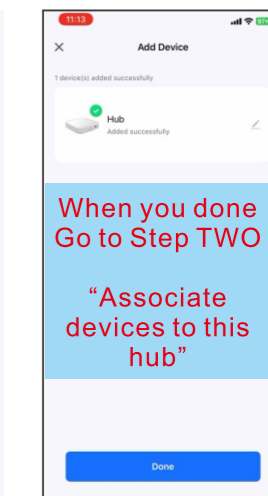 11:13
Add Device
1 device(s) added successfully
Hub
Added successfully
When you done
Go to Step TWO
“Associate
devices to this
hub”
Done